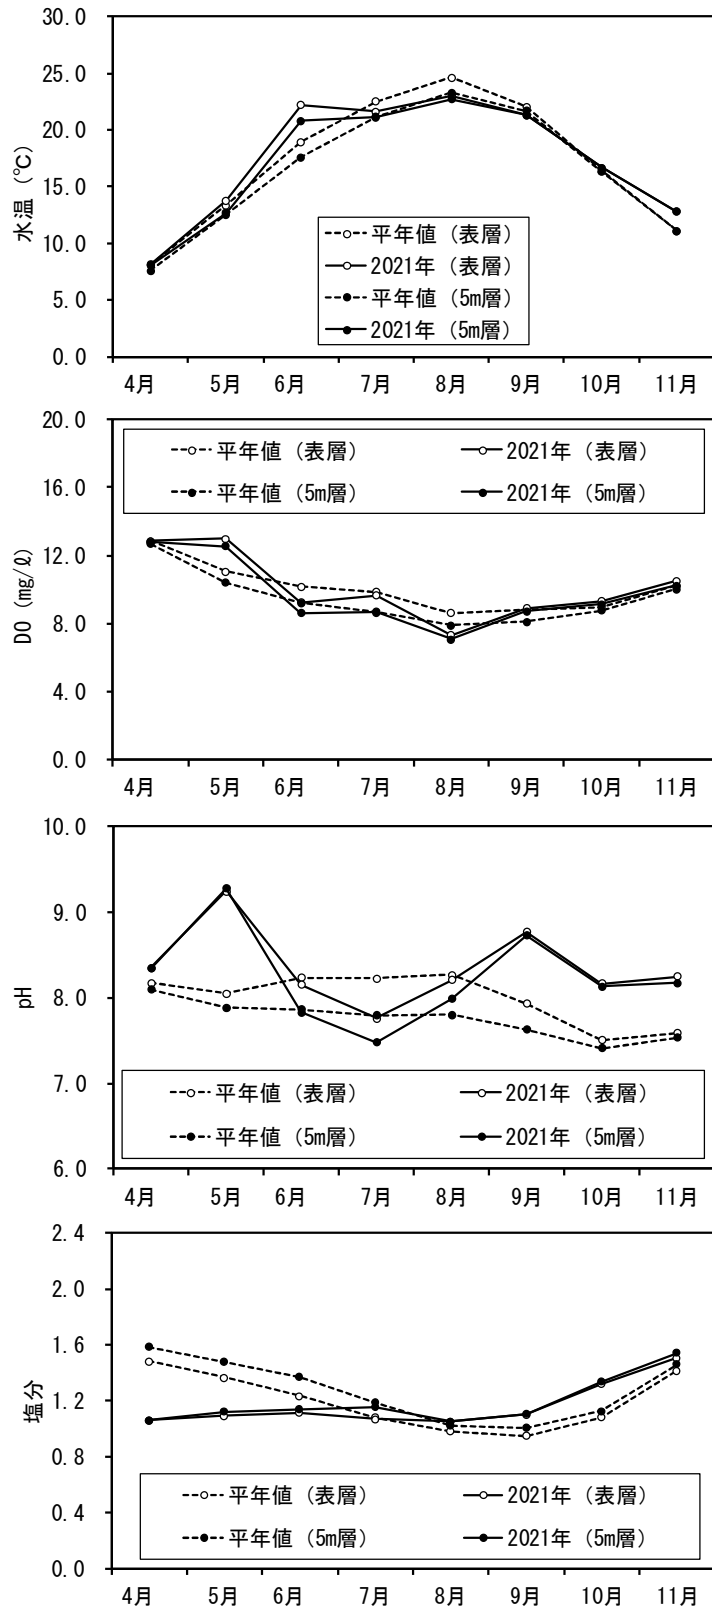 30.0
25.0
20.0
15.0
10.0
5.0
0.0
水温 (℃)
平年値（表層）
2021年（表層）
平年値（5m層）
2021年（5m層）
4月 5月 6月 7月 8月 9月 10月 11月
20.0
16.0
12.0
8.0
4.0
0.0
DO (mg/ℓ)
平年値（表層） 2021年（表層）
平年値（5m層） 2021年（5m層）
4月 5月 6月 7月 8月 9月 10月 11月
10.0
9.0
8.0
7.0
6.0
pH
平年値（表層） 2021年（表層）
平年値（5m層） 2021年（5m層）
4月 5月 6月 7月 8月 9月 10月 11月
2.4
2.0
1.6
1.2
0.8
0.4
0.0
塩分
平年値（表層） 2021年（表層）
平年値（5m層） 2021年（5m層）
4月 5月 6月 7月 8月 9月 10月 11月